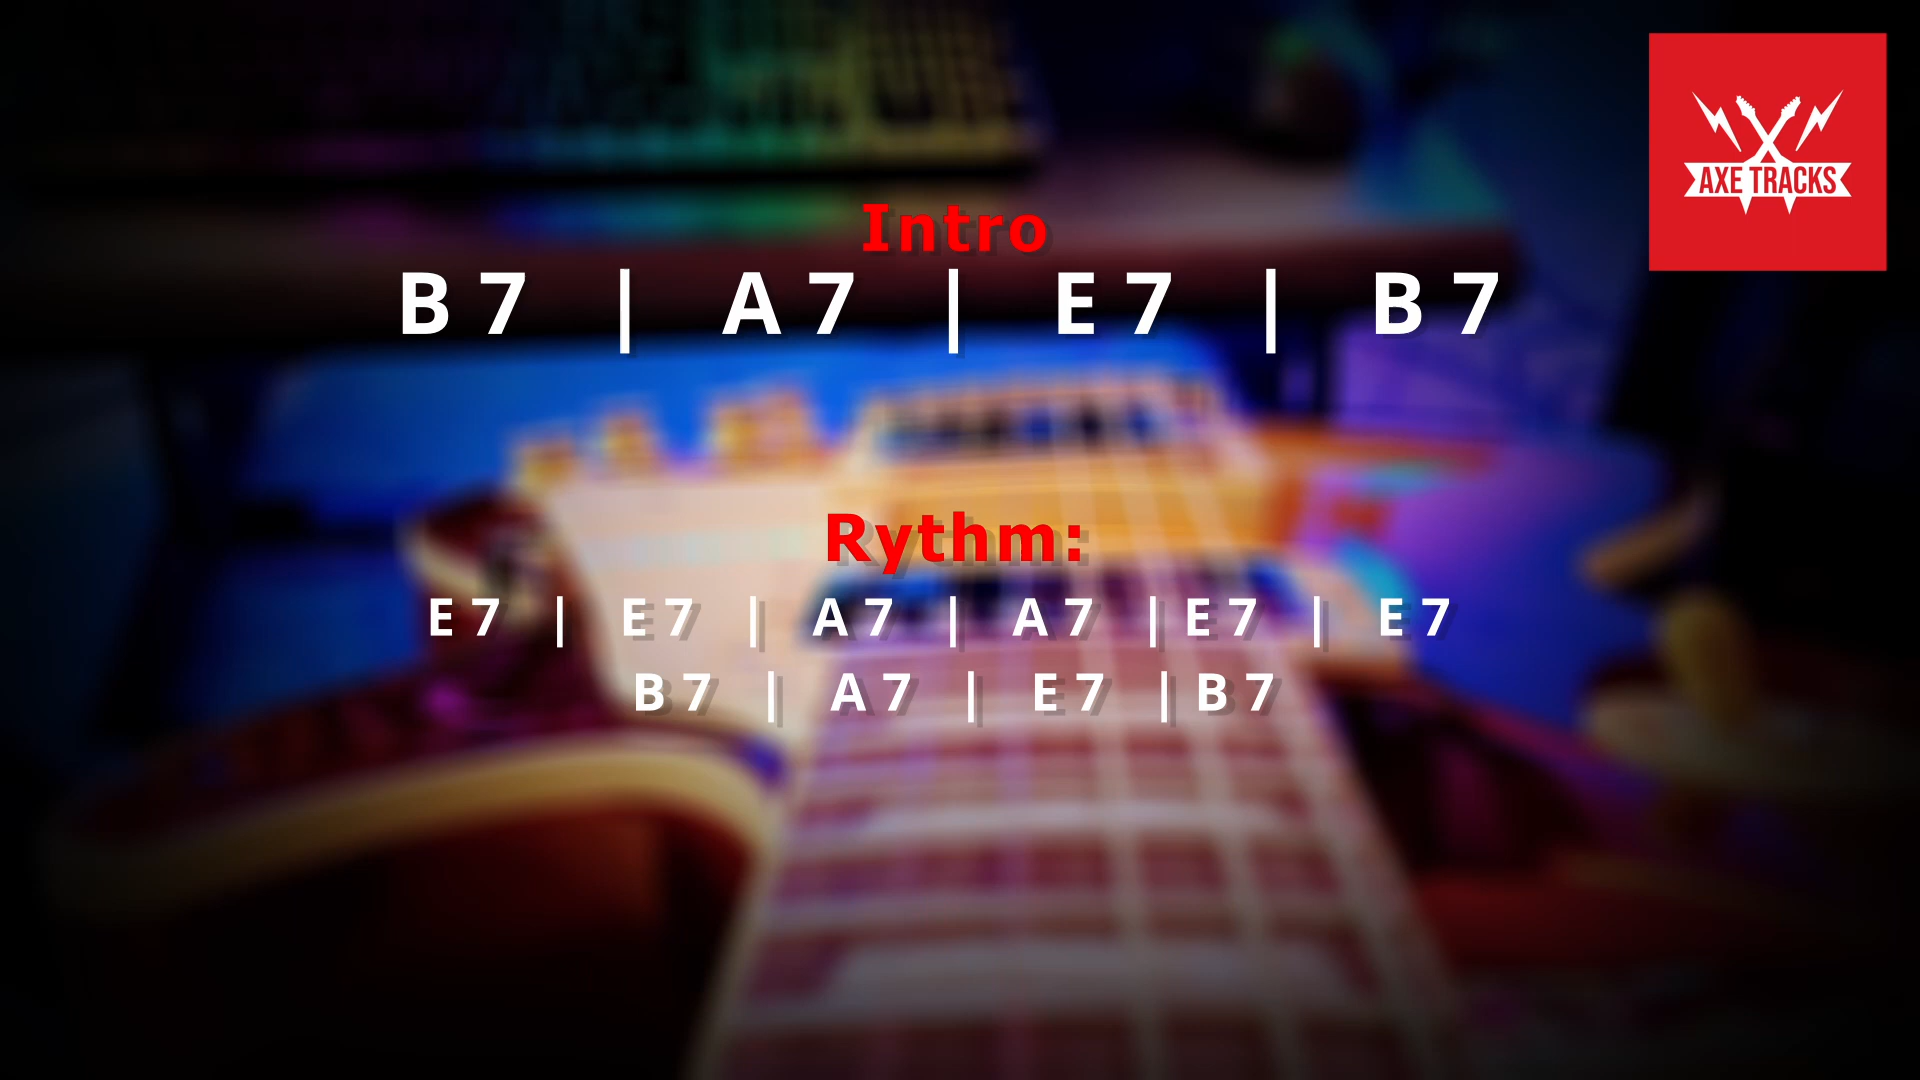 AXE TRACKS
Intro
B7 | A7 | E7 | B7
Rythm:
E7 | E7 | A7 | A7 | E7 | E7
B7 | A7 | E7 | B7